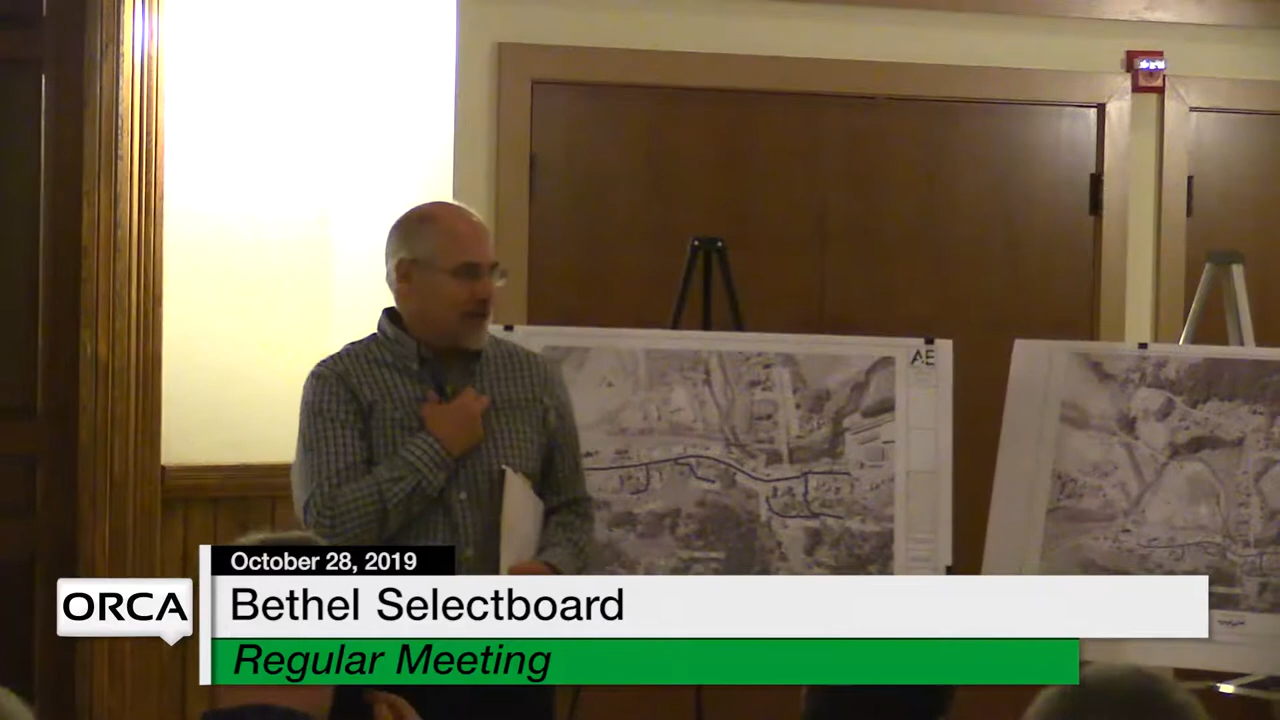 AE
October 28, 2019
ORCA
Bethel Selectboard
Regular Meeting